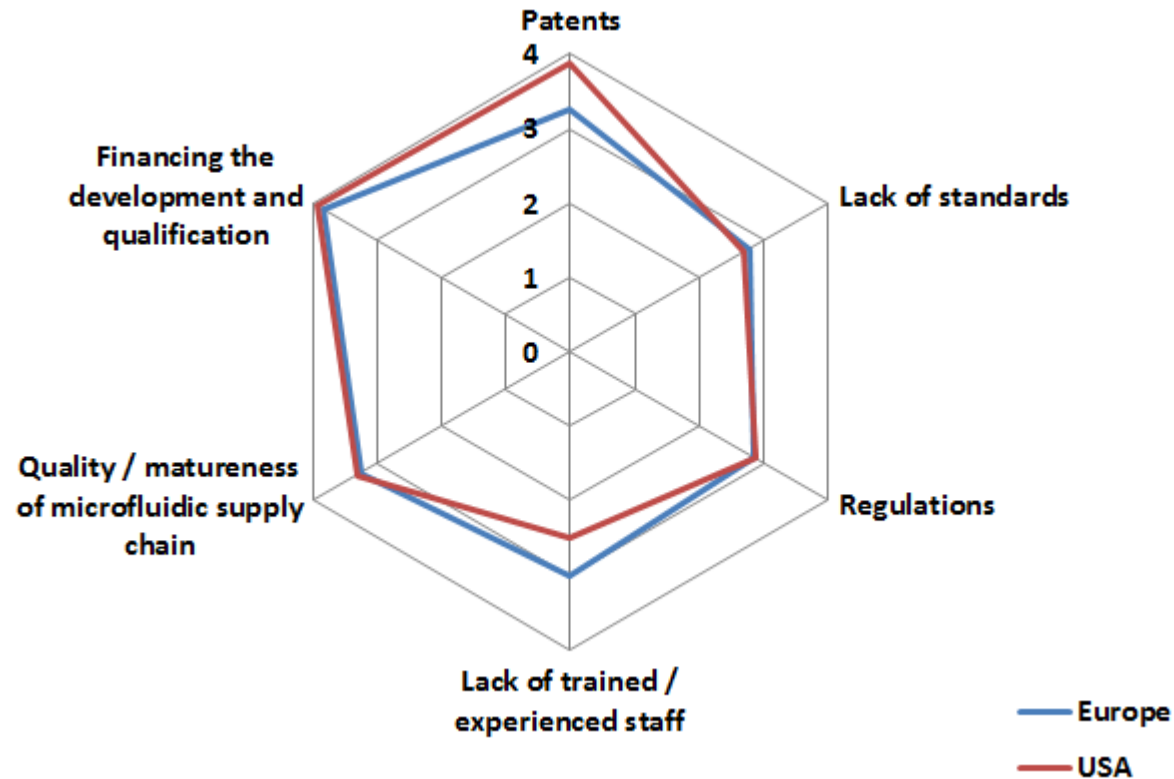 Patents
4
3
2
1
0
Financing the
development and
qualification
Lack of standards
Quality / matureness
of microfluidic supply
chain
Regulations
Lack of trained /
experienced staff
Europe
USA